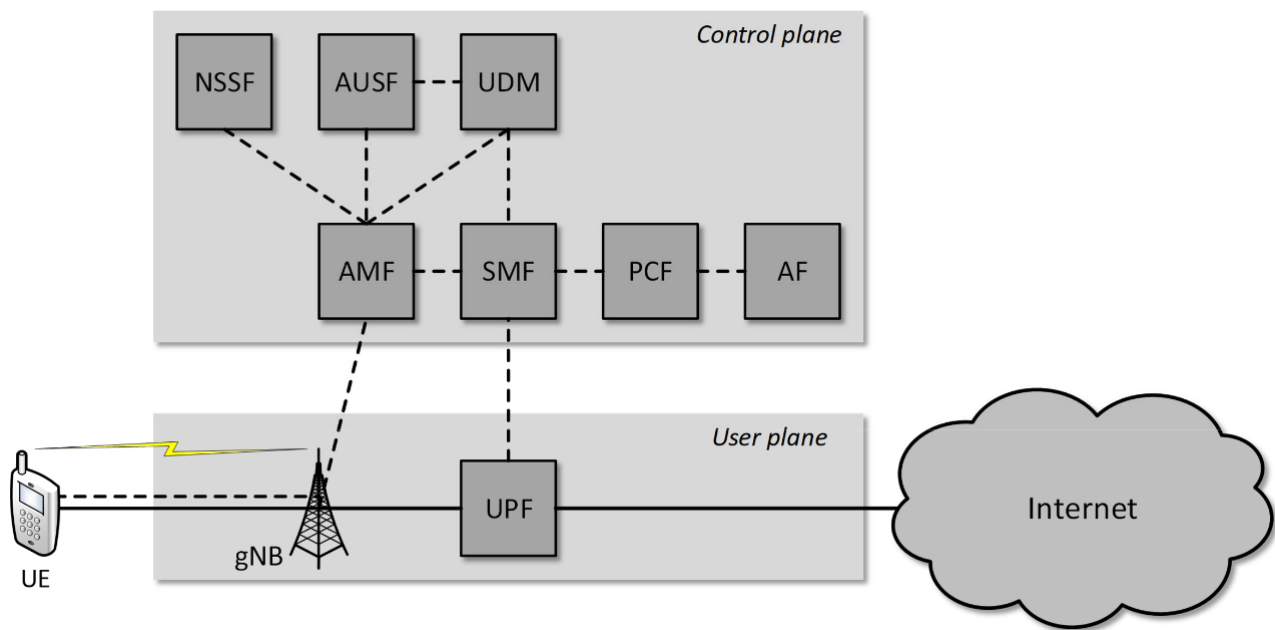 Control plane
NSSF
AUSF
UDM
AMF
SMF
PCF
AF
User plane
UPF
Internet
gNB
UE